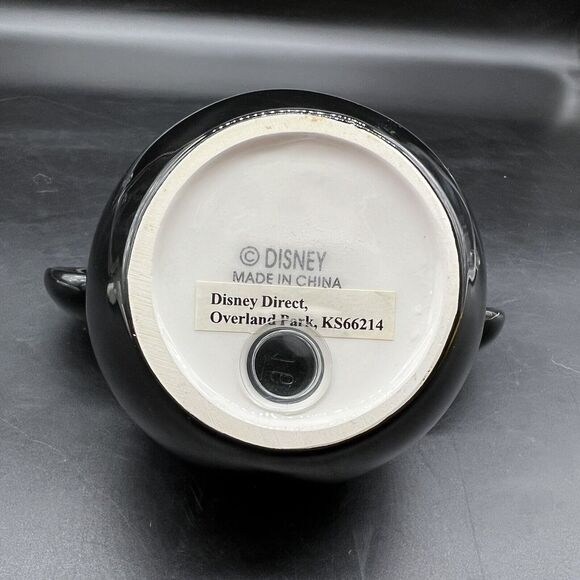 © DISNEY
MADE IN CHINA
Disney Direct,
Overland Park, KS66214